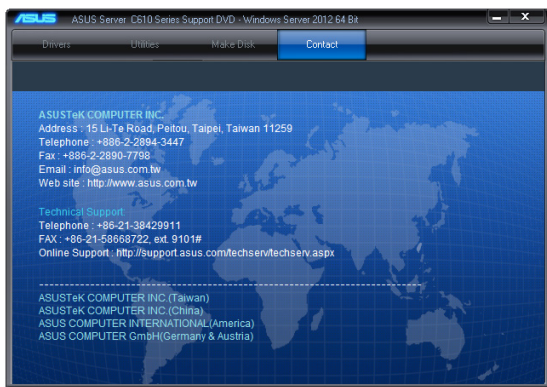 ASUS ASUS Server C610 Series Support DVD - Windows Server 2012 64 Bit
Drivers Utilities Make Disk Contact
ASUSTeK COMPUTER INC.
Address : 15 Li-Te Road, Peitou, Taipei, Taiwan 11259
Telephone : +886-2-2894-3447
Fax : +886-2-2890-7798
Email : info@asus.com.tw
Web site : http://www.asus.com.tw
Technical Support:
Telephone : +86-21-38429911
FAX : +86-21-58668722, ext. 9101#
Online Support : http://support.asus.com/techserv/techserv.aspx
ASUSTeK COMPUTER INC.(Taiwan)
ASUSTeK COMPUTER INC.(China)
ASUS COMPUTER INTERNATIONAL(America)
ASUS COMPUTER GmbH(Germany & Austria)